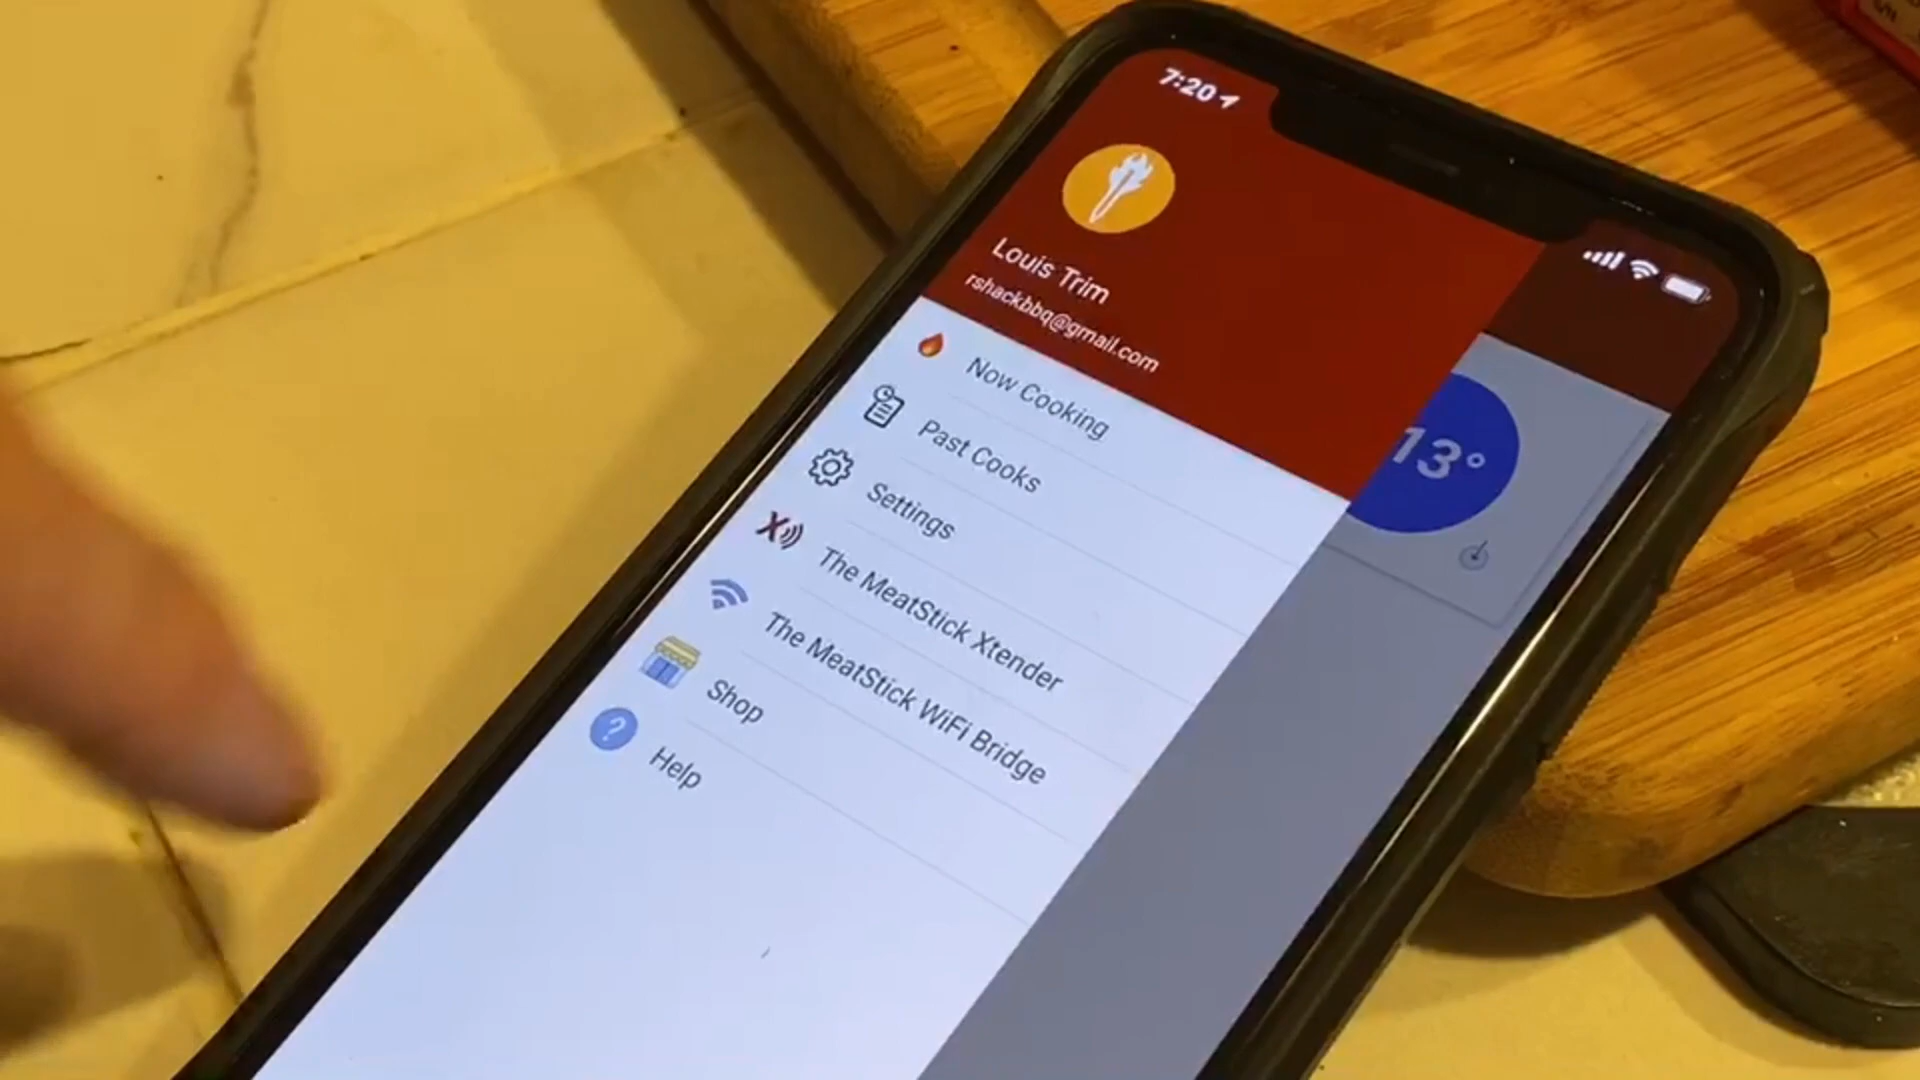 7:20
Louis Trim
rshackbbq@gmail.com
Now Cooking
13°
Past Cooks
Settings
The MeatStick Xtender
The MeatStick WiFi Bridge
Shop
?
Help